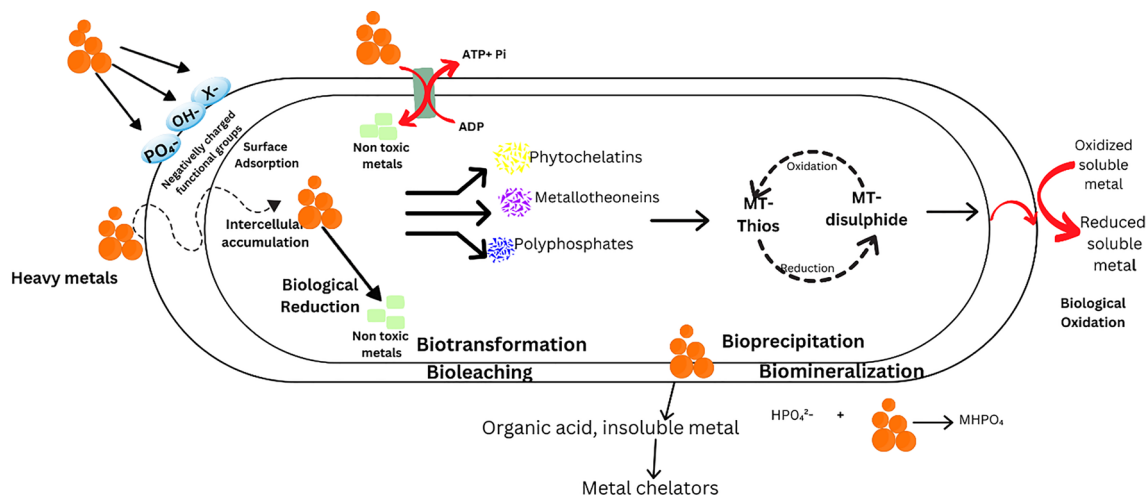 ATP+ Pi
X-
OH-
PO₄-
Negativelly charged
functional groups
ADP
Non toxic
metals
Surface
Adsorption
Phytochelatins
Metallotheoneins
Polyphosphates
Oxidation
MT-
Thios
MT-
disulphide
Reduction
Oxidized
soluble
metal
Reduced
soluble
metal
Biological
Oxidation
Intercellular
accumulation
Heavy metals
Biological
Reduction
Non toxic
metals
Biotransformation
Bioprecipitation
Bioleaching
Biomineralization
Organic acid, insoluble metal
HPO₄²- + MHPO₄
Metal chelators